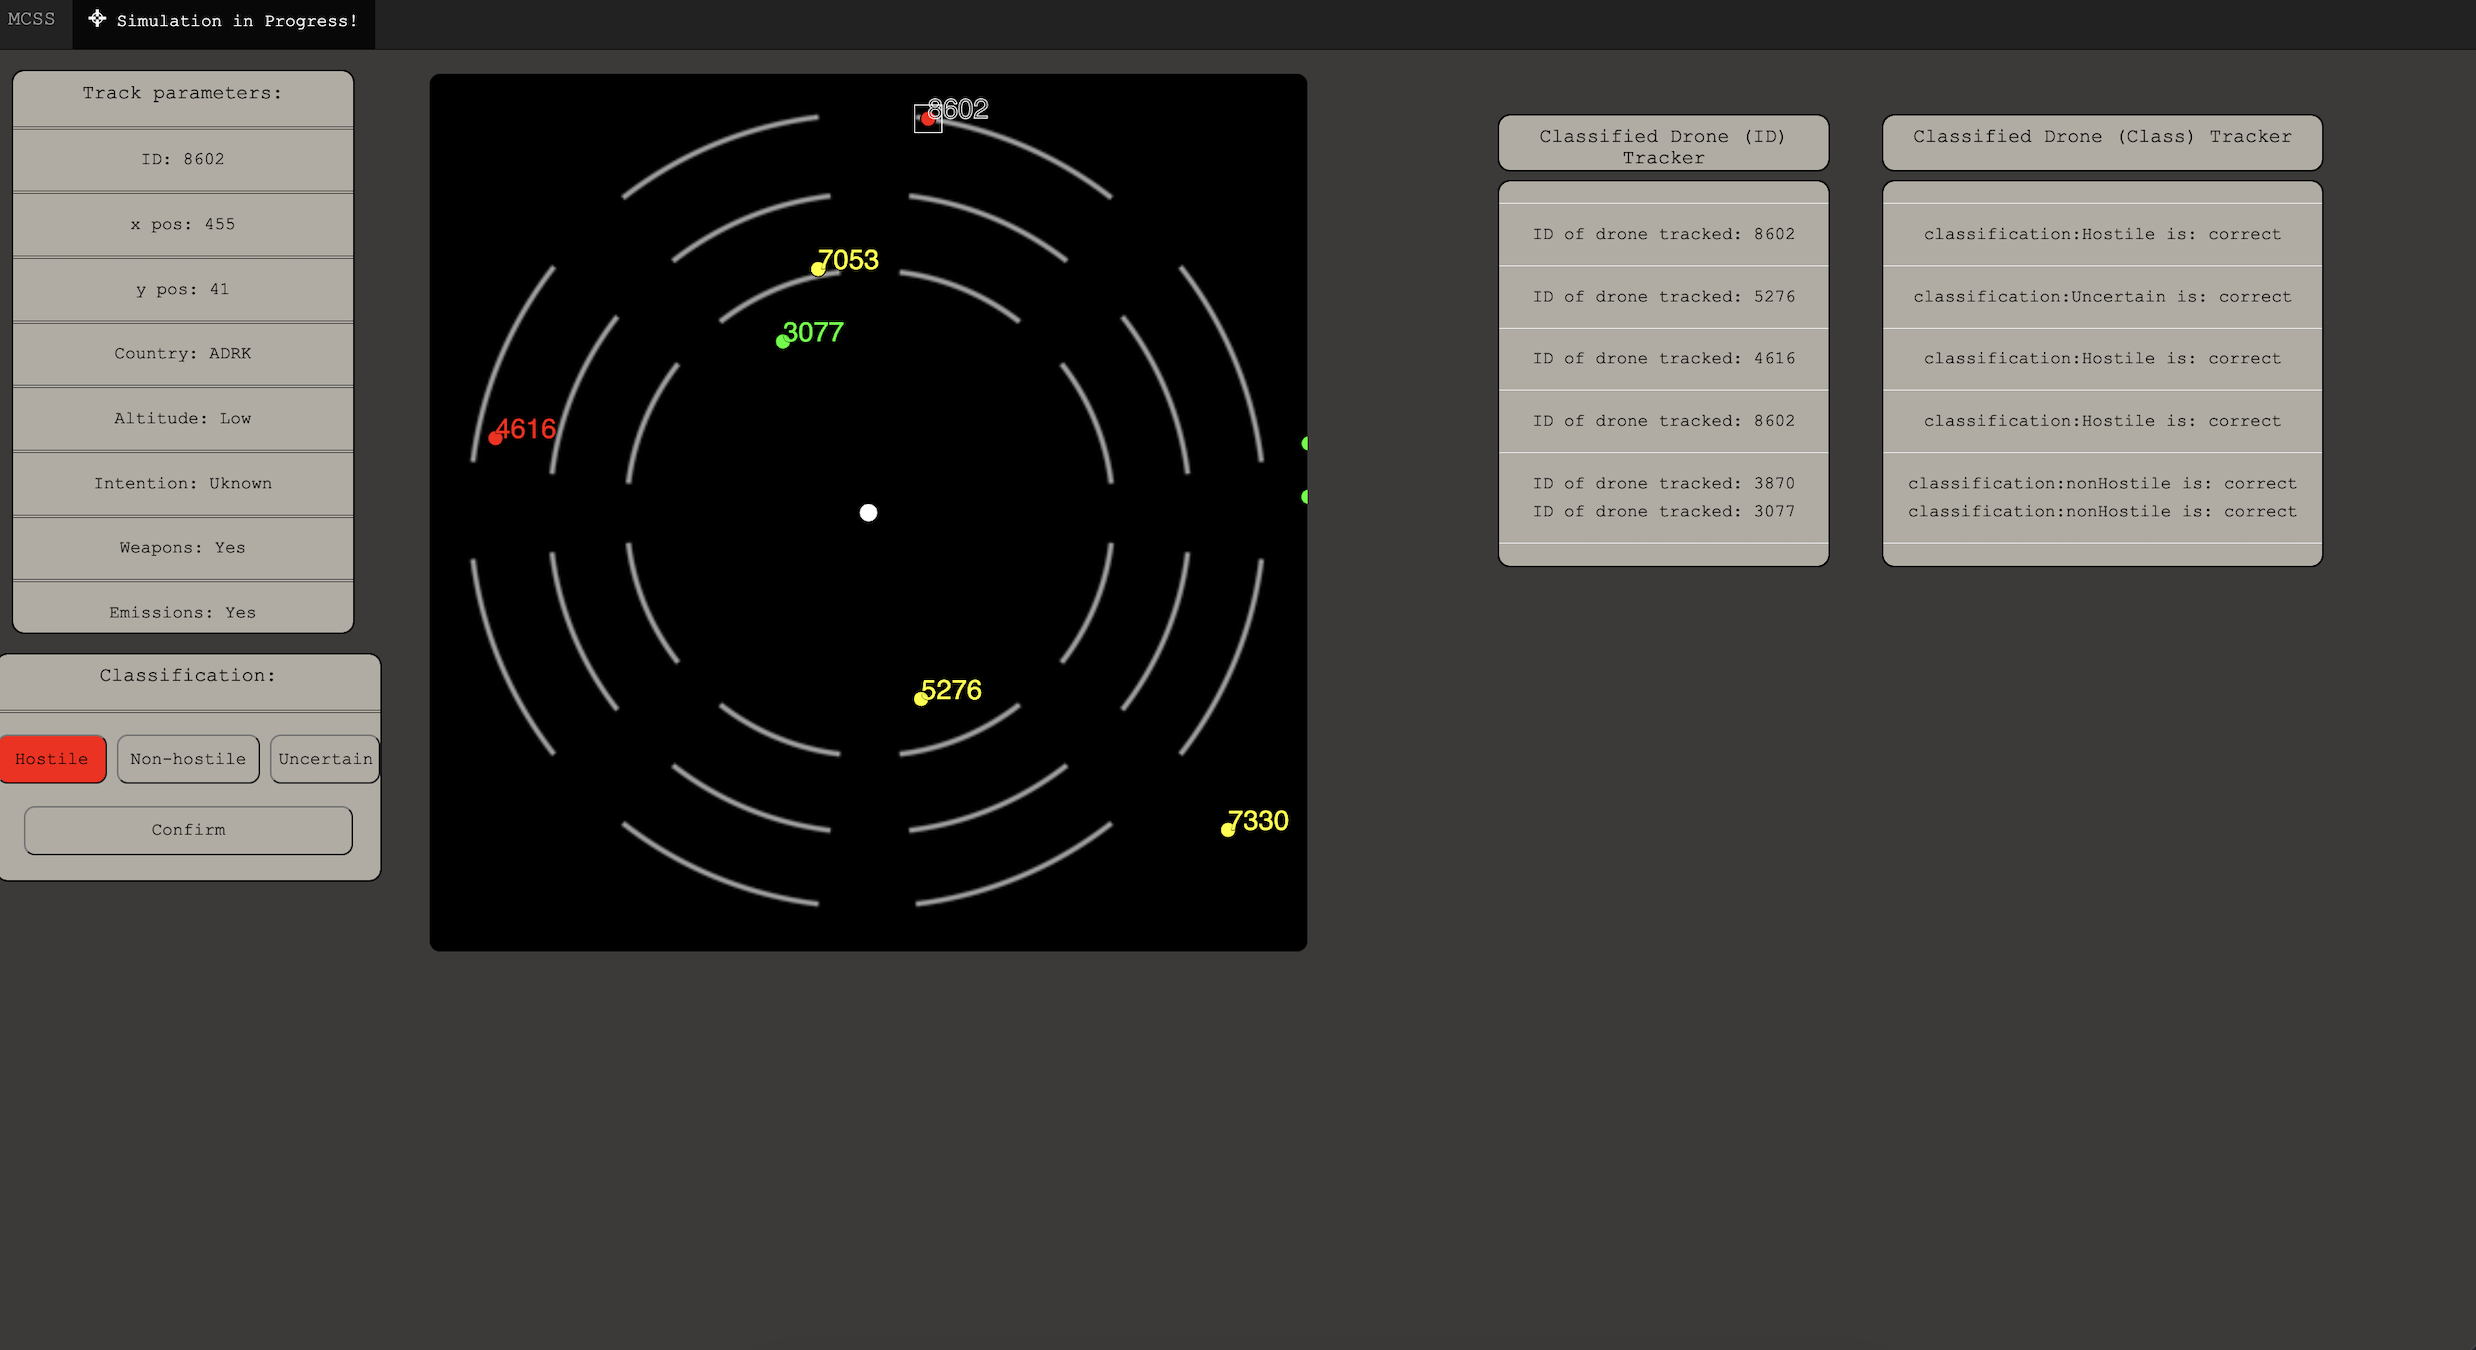 MCSS
Simulation in Progress!
Track parameters:
ID: 8602
x pos: 455
y pos: 41
Country: ADRK
Altitude: Low
Intention: Uknown
Weapons: Yes
Emissions: Yes
Classification:
Hostile
Non-hostile
Uncertain
Confirm
8602
7053
3077
4616
5276
7330
Classified Drone (ID)
Tracker
ID of drone tracked: 8602
ID of drone tracked: 5276
ID of drone tracked: 4616
ID of drone tracked: 8602
ID of drone tracked: 3870
ID of drone tracked: 3077
Classified Drone (Class) Tracker
classification:Hostile is: correct
classification:Uncertain is: correct
classification:Hostile is: correct
classification:Hostile is: correct
classification:nonHostile is: correct
classification:nonHostile is: correct